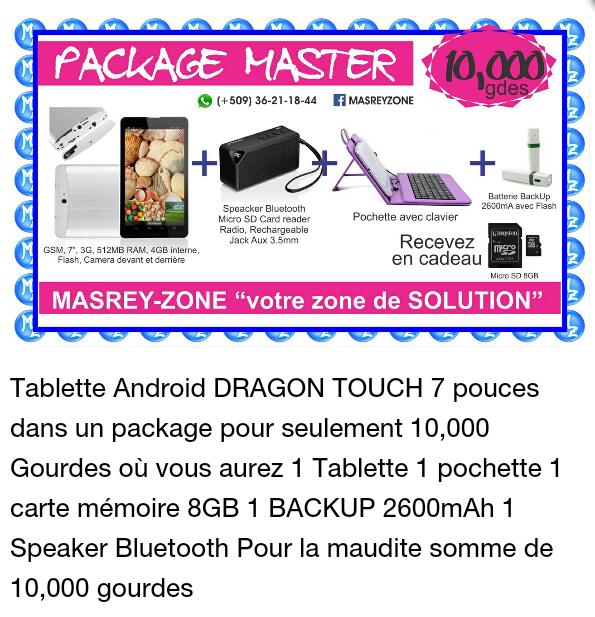 PACKAGE MASTER
10,000
gdes
(+509) 36-21-18-44 f MASREYZONE
GSM, 7", 3G, 512MB RAM, 4GB interne,
Flash, Camera devant et derrière
+
Speacker Bluetooth
Micro SD Card reader
Radio, Rechargeable
Jack Aux 3.5mm
+
Pochette avec clavier
+
Batterie BackUp
2600mA avec Flash
Recevez
en cadeau
Kingston
Micro
SD
ADAPTER
Micro SD 8GB
MASREY-ZONE “votre zone de SOLUTION”
Tablette Android DRAGON TOUCH 7 pouces
dans un package pour seulement 10,000
Gourdes où vous aurez 1 Tablette 1 pochette 1
carte mémoire 8GB 1 BACKUP 2600mAh 1
Speaker Bluetooth Pour la maudite somme de
10,000 gourdes